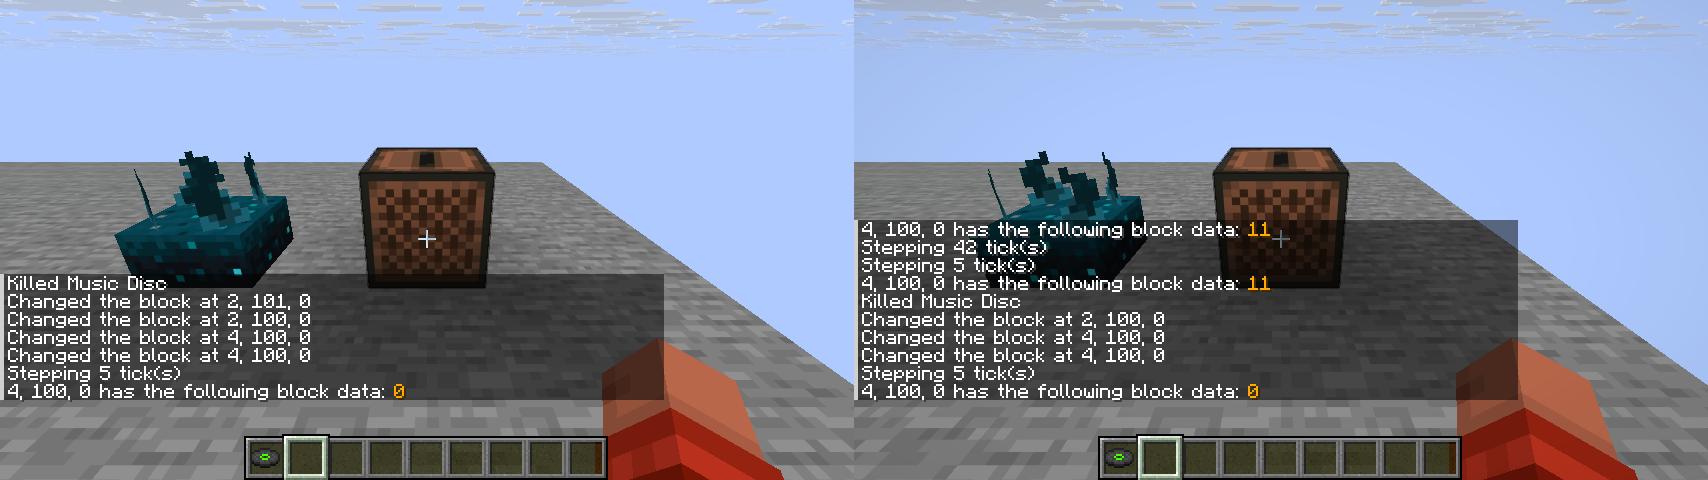 Killed Music Disc
Changed the block at 2, 101, 0
Changed the block at 2, 100, 0
Changed the block at 4, 100, 0
Changed the block at 4, 100, 0
Stepping 5 tick(s)
4, 100, 0 has the following block data: 0
4, 100, 0 has the following block data: 11
Stepping 42 tick(s)
Stepping 5 tick(s)
4, 100, 0 has the following block data: 11
Killed Music Disc
Changed the block at 2, 100, 0
Changed the block at 4, 100, 0
Changed the block at 4, 100, 0
Stepping 5 tick(s)
4, 100, 0 has the following block data: 0